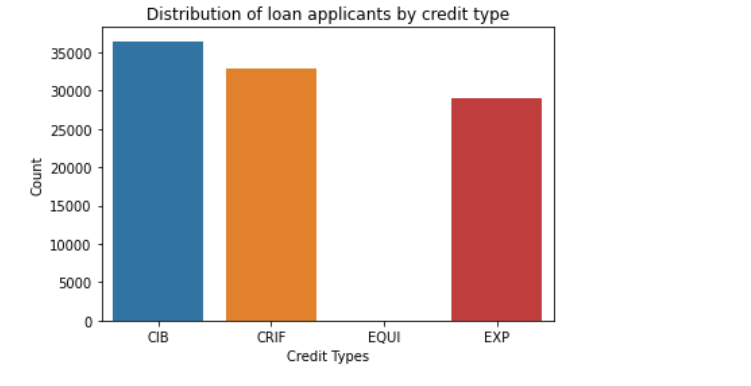 Distribution of loan applicants by credit type
35000
30000
25000
20000
15000
10000
5000
0
Count
CIB CRIF EQUI EXP
Credit Types